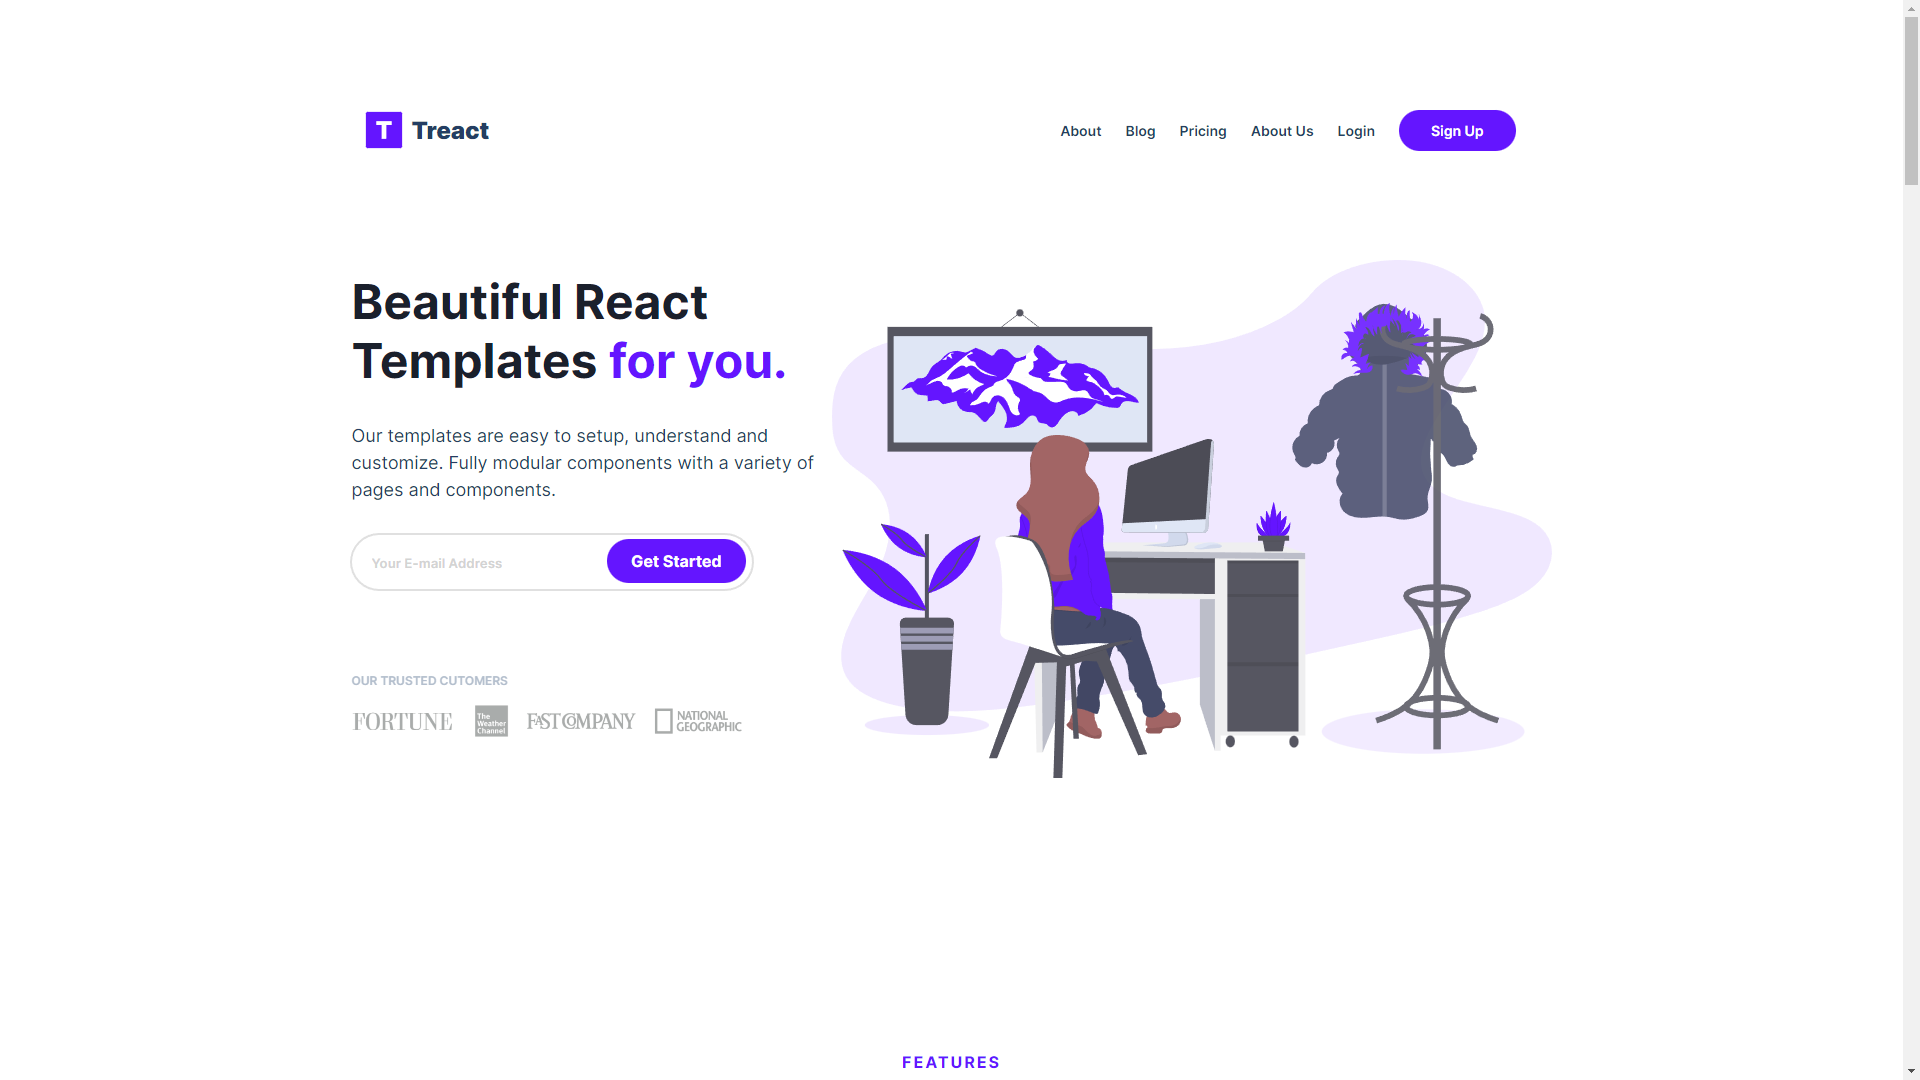 T Treact
About Blog Pricing About Us Login Sign Up
Beautiful React
Templates for you.
Our templates are easy to setup, understand and
customize. Fully modular components with a variety of
pages and components.
Your E-mail Address Get Started
OUR TRUSTED CUTOMERS
FORTUNE
The
Weather
Channel
FAST COMPANY
NATIONAL
GEOGRAPHIC
FEATURES